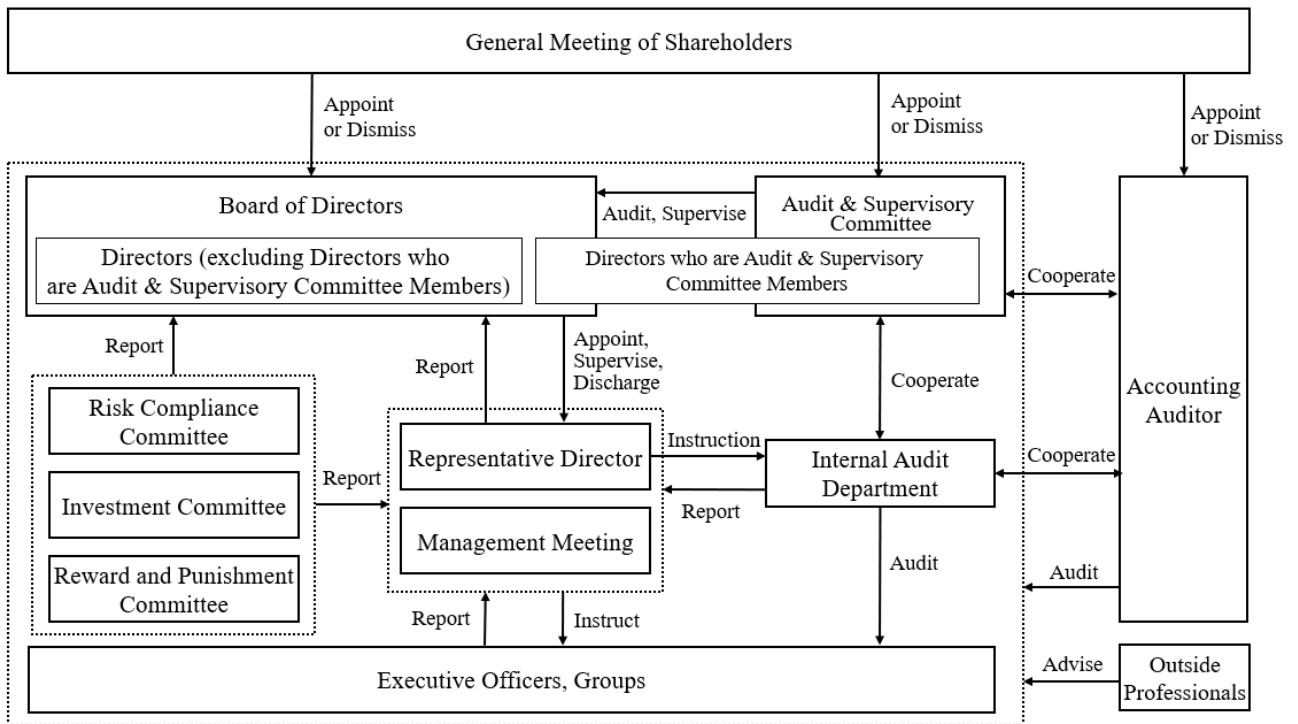 General Meeting of Shareholders
Appoint
or Dismiss
Appoint
or Dismiss
Appoint
or Dismiss
Board of Directors
Audit, Supervise
Audit & Supervisory
Committee
Directors (excluding Directors who
are Audit & Supervisory Committee Members)
Directors who are Audit & Supervisory
Committee Members
Cooperate
Report
Report
Appoint,
Supervise,
Discharge
Cooperate
Accounting
Auditor
Risk Compliance
Committee
Investment Committee
Reward and Punishment
Committee
Report
Representative Director
Management Meeting
Instruction
Report
Internal Audit
Department
Cooperate
Audit
Audit
Report
Instruct
Executive Officers, Groups
Advise
Outside
Professionals